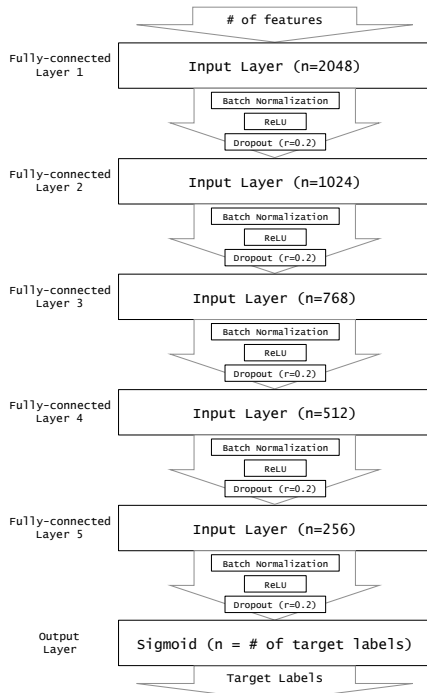 # of features
Fully-connected
Layer 1
Input Layer (n=2048)
Batch Normalization
ReLU
Dropout (r=0.2)
Fully-connected
Layer 2
Input Layer (n=1024)
Batch Normalization
ReLU
Dropout (r=0.2)
Fully-connected
Layer 3
Input Layer (n=768)
Batch Normalization
ReLU
Dropout (r=0.2)
Fully-connected
Layer 4
Input Layer (n=512)
Batch Normalization
ReLU
Dropout (r=0.2)
Fully-connected
Layer 5
Input Layer (n=256)
Batch Normalization
ReLU
Dropout (r=0.2)
Output
Layer
Sigmoid (n = # of target labels)
Target Labels